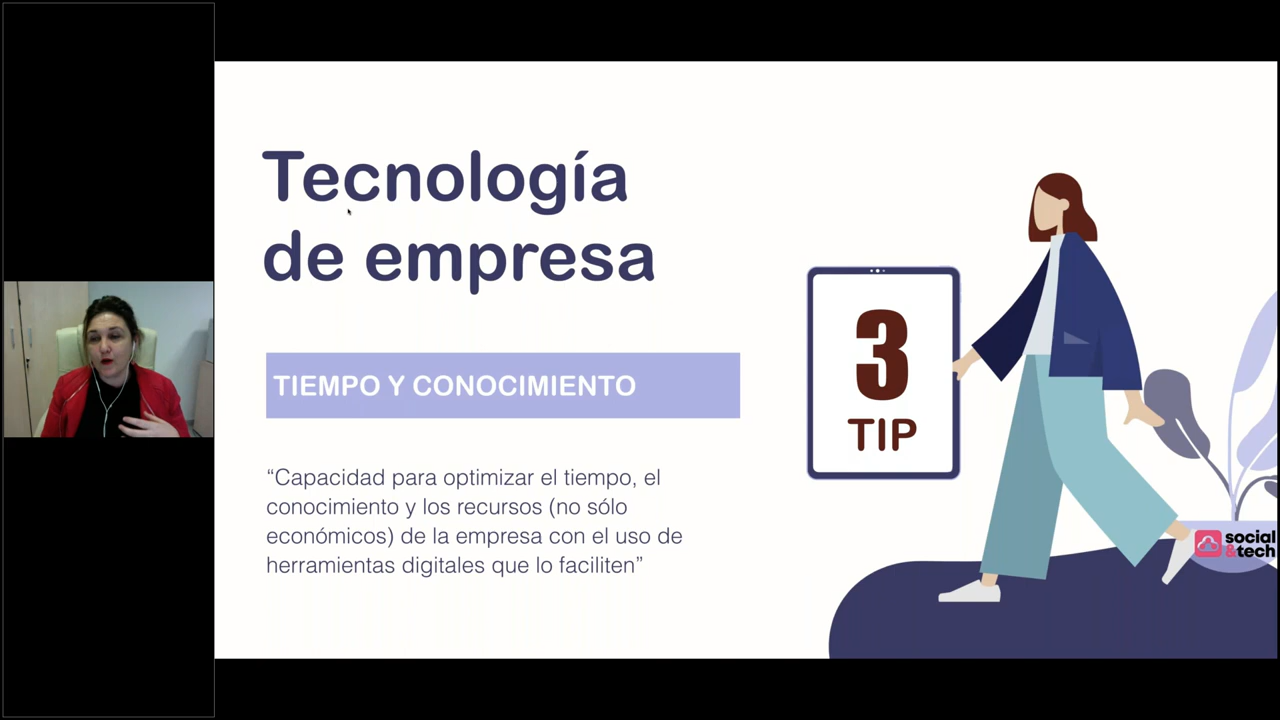 Tecnología
de empresa
TIEMPO Y CONOCIMIENTO
“Capacidad para optimizar el tiempo, el
conocimiento y los recursos (no sólo
económicos) de la empresa con el uso de
herramientas digitales que lo faciliten”
3
TIP
social
&tech